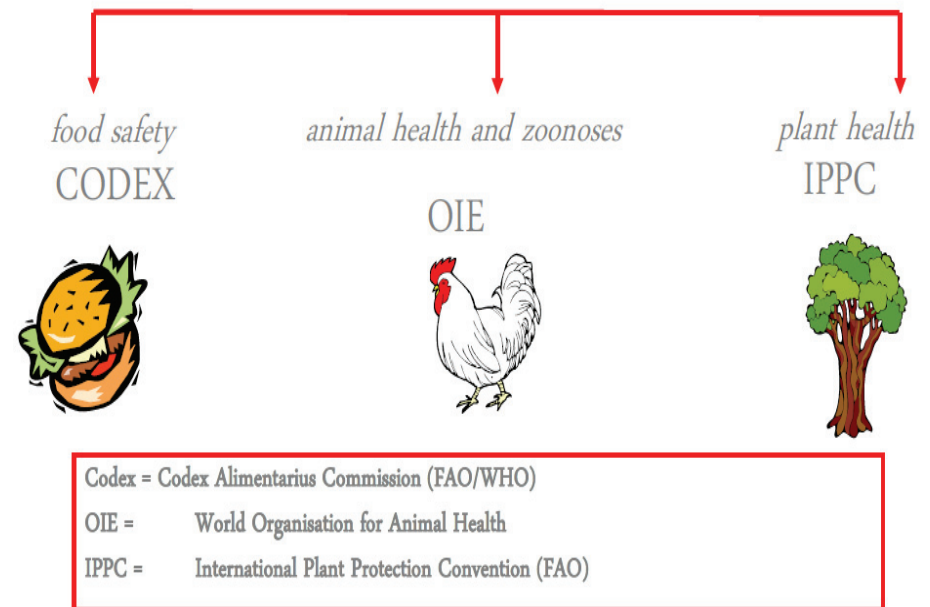 food safety
animal health and zoonoses
plant health
CODEX
OIE
IPPC
Codex = Codex Alimentarius Commission (FAO/WHO)
OIE = World Organisation for Animal Health
IPPC = International Plant Protection Convention (FAO)